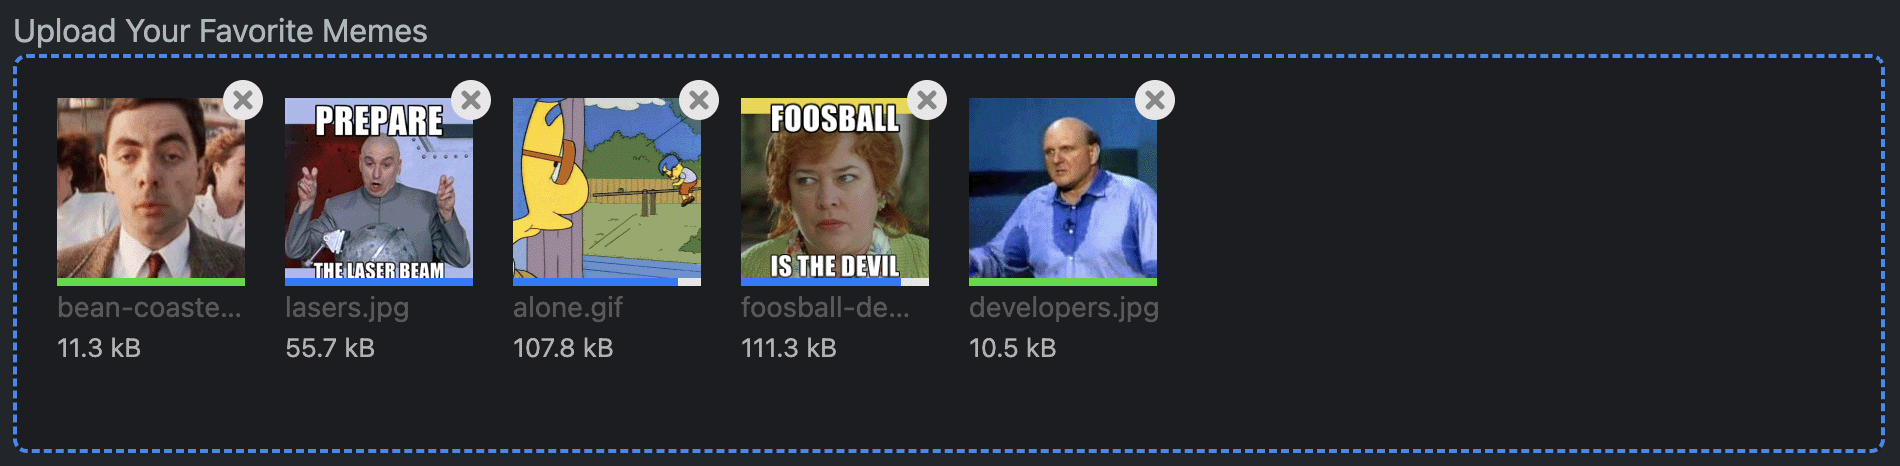 Upload Your Favorite Memes
PREPARE
THE LASER BEAM
FOOSBALL
IS THE DEVIL
bean-coaste...
lasers.jpg
alone.gif
foosball-de...
developers.jpg
11.3 kB
55.7 kB
107.8 kB
111.3 kB
10.5 kB